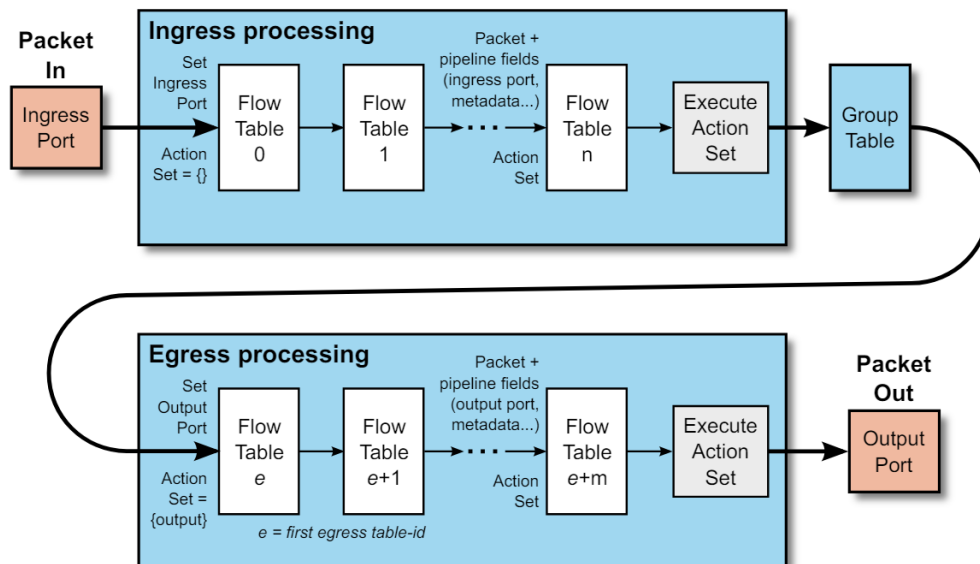 Ingress processing
Packet
In
Ingress
Port
Set
Ingress
Port
Action
Set = {}
Flow
Table
0
Flow
Table
1
Packet +
pipeline fields
(ingress port,
metadata...)
Action
Set
Flow
Table
n
Execute
Action
Set
Group
Table
Egress processing
Set
Output
Port
Action
Set =
{output}
Flow
Table
e
Flow
Table
e+1
e = first egress table-id
Packet +
pipeline fields
(output port,
metadata...)
Action
Set
Flow
Table
e+m
Execute
Action
Set
Packet
Out
Output
Port